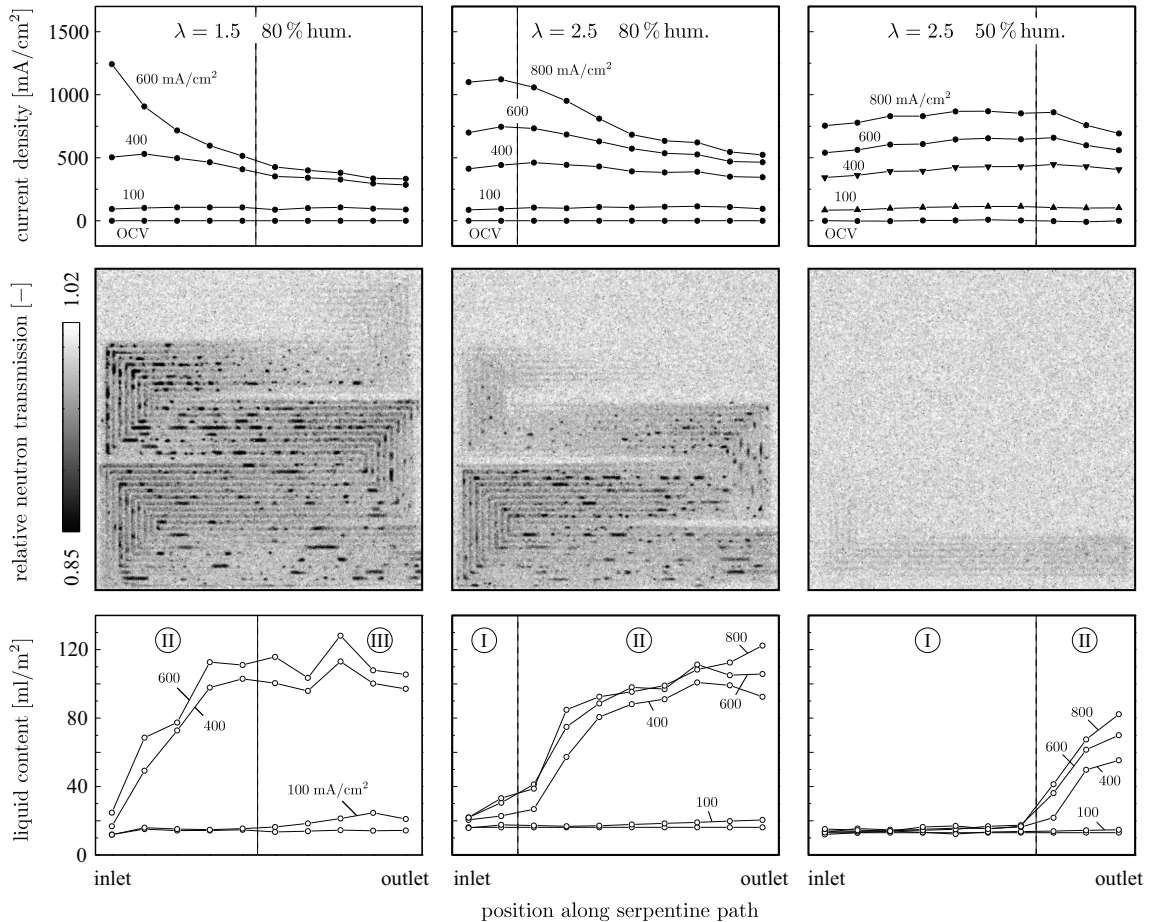 λ = 1.5 80 % hum.
λ = 2.5 80 % hum.
λ = 2.5 50 % hum.
current density [mA/cm²]
1500
1000
500
0
600 mA/cm²
400
100
OCV
800 mA/cm²
600
400
100
OCV
800 mA/cm²
600
400
100
OCV
relative neutron transmission [−]
1.02
0.85
liquid content [ml/m²]
120
80
40
0
II
III
600
400
100 mA/cm²
I
II
800
600
400
100
I
II
800
600
400
100
inlet
outlet
inlet
outlet
inlet
outlet
position along serpentine path